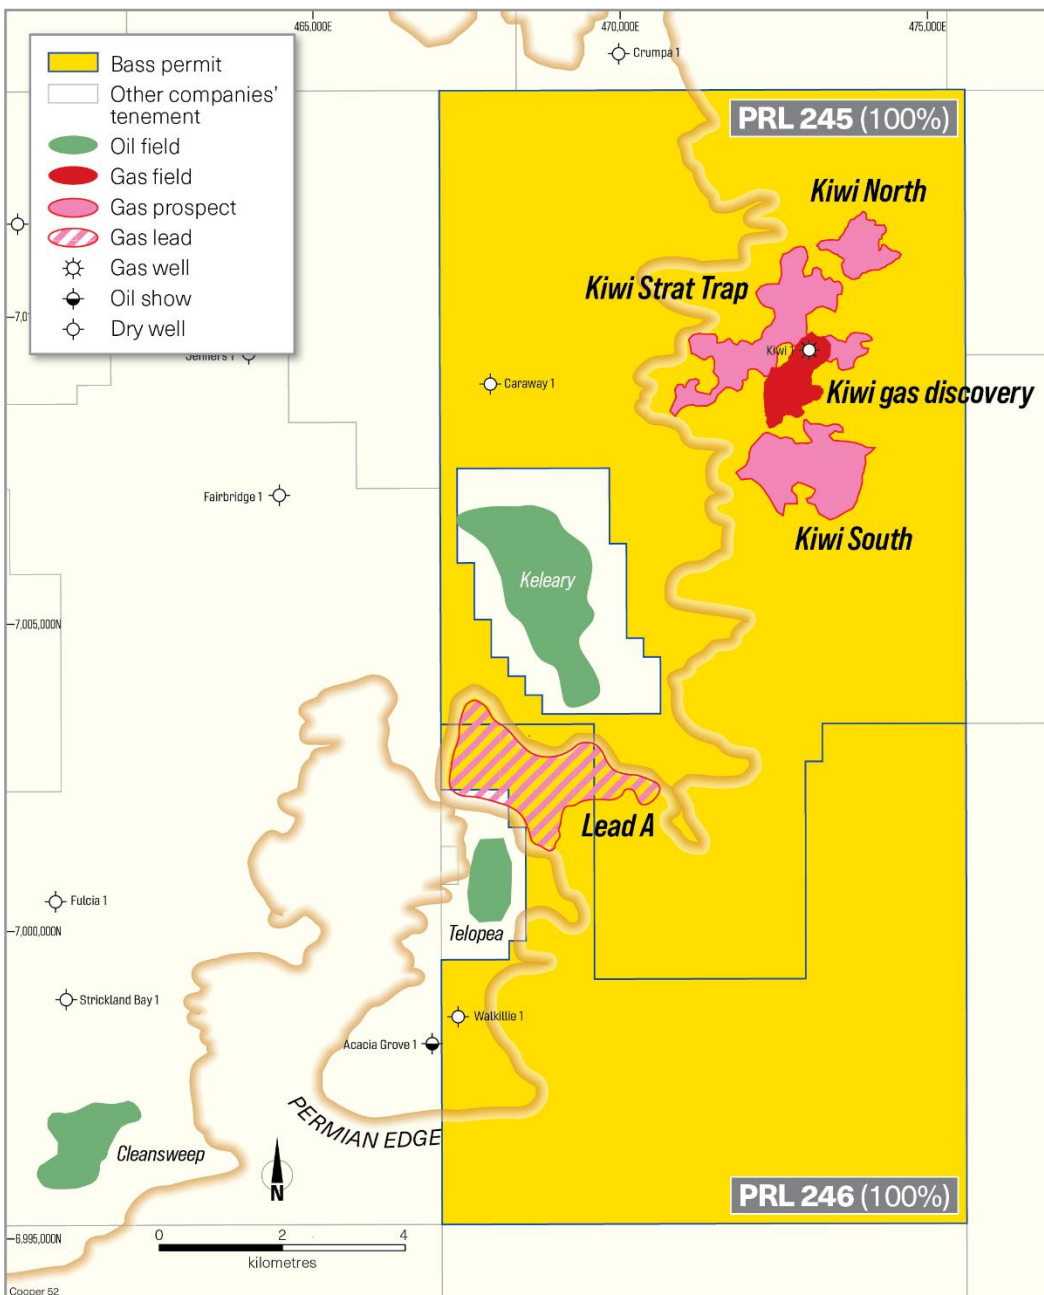 465,000E
470,000E
475,000E
Crumpa 1
Bass permit
Other companies'
tenement
Oil field
Gas field
Gas prospect
Gas lead
Gas well
Oil show
Dry well
PRL 245 (100%)
Kiwi North
Kiwi Strat Trap
Kiwi 1
Kiwi gas discovery
Caraway 1
Kiwi South
Fairbridge 1
Keleary
7,005,000N
Lead A
Fulcia 1
7,000,000N
Telopea
Strickland Bay 1
Walkillie 1
Acacia Grove 1
PERMIAN EDGE
Cleansweep
N
PRL 246 (100%)
6,995,000N
0 2 4
kilometres
Cooper 52